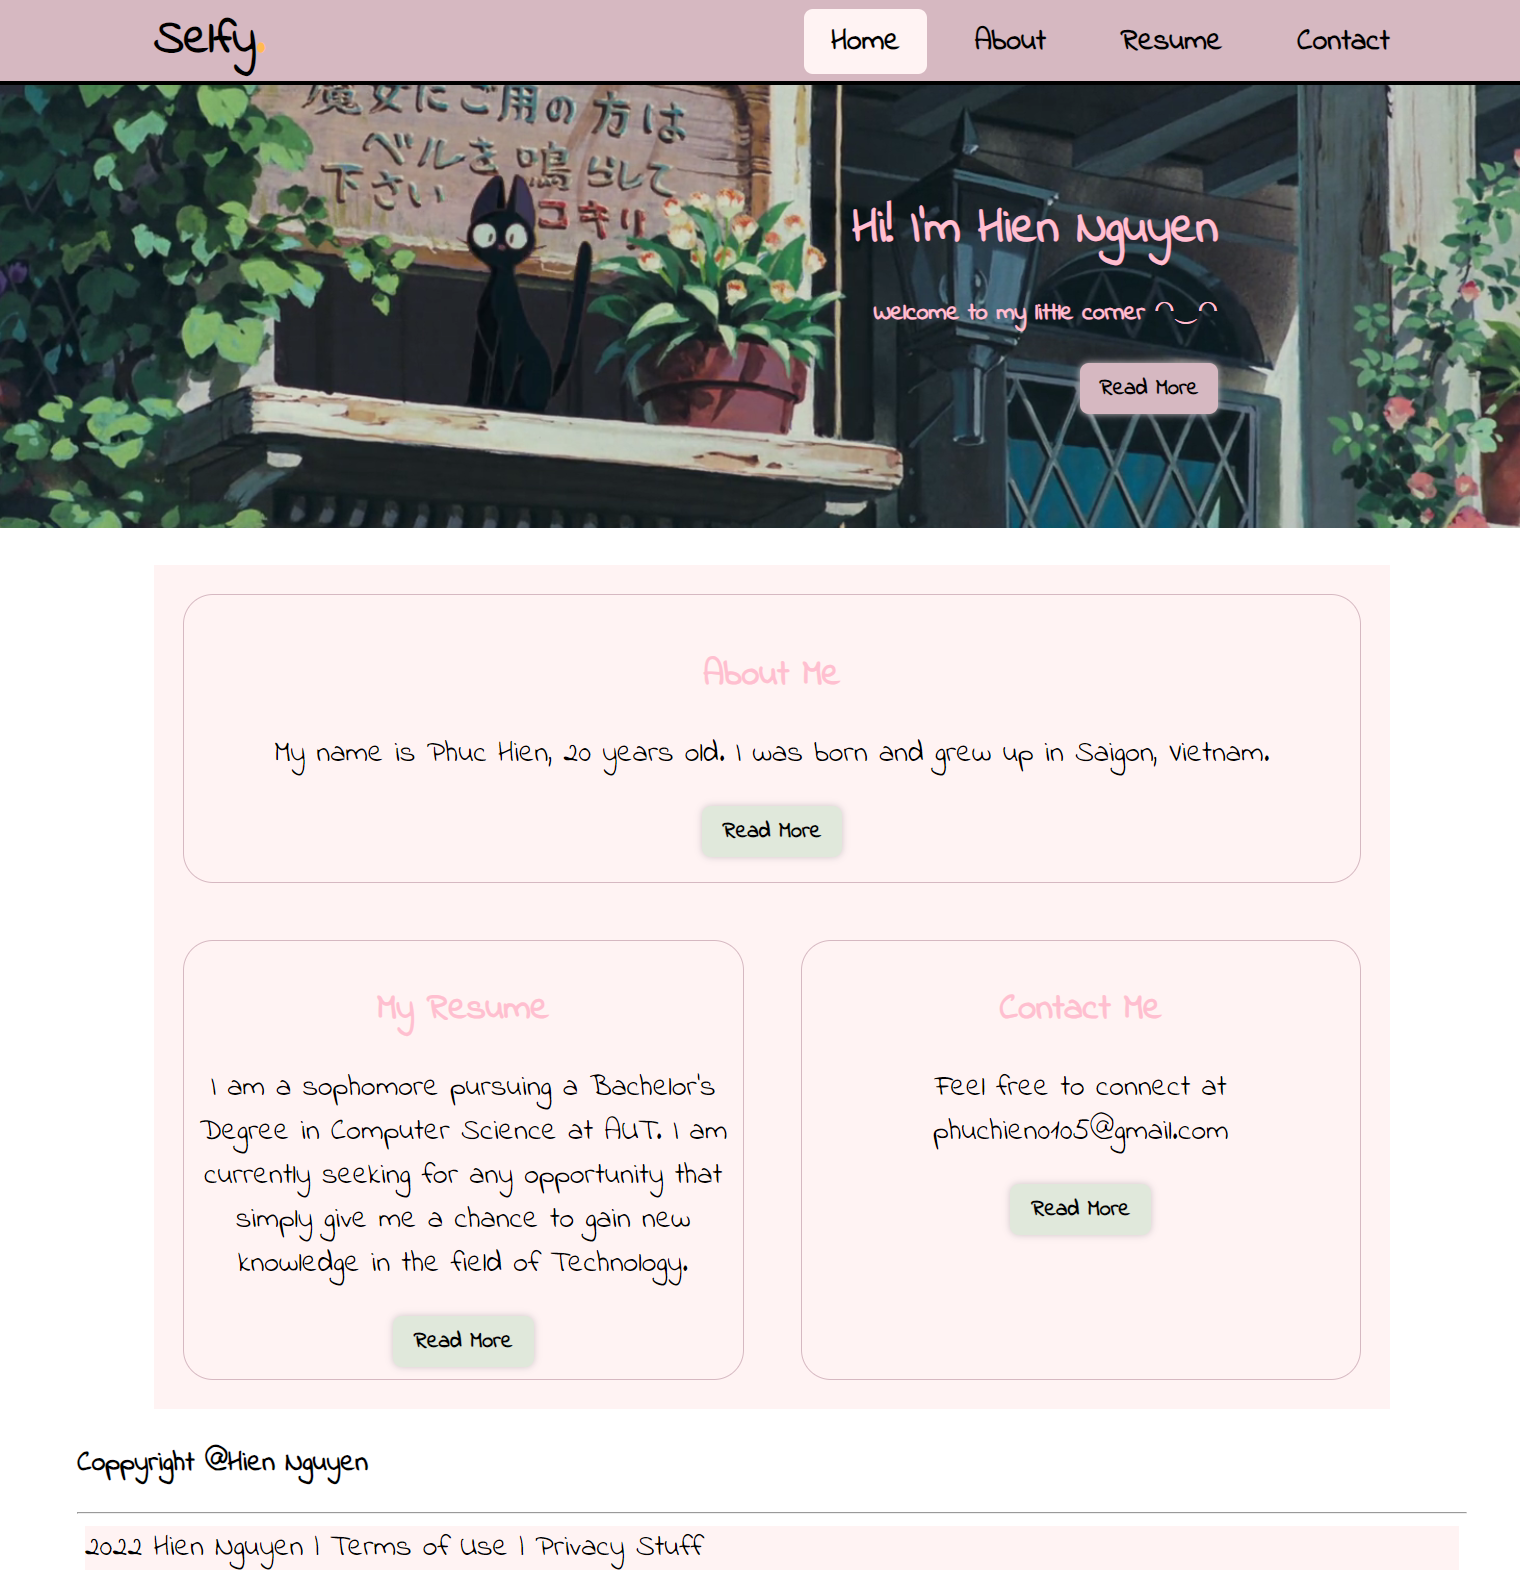 Selfy.
Home About Resume Contact
魔女にご用の方は
ベルを鳴らして
下さい
コキリ
Hi! I'm Hien Nguyen
welcome to my little corner ◠‿◠
Read More
About Me
My name is Phuc Hien, 20 years old. I was born and grew up in Saigon, Vietnam.
Read More
My Resume
I am a sophomore pursuing a Bachelor's
Degree in Computer Science at AUT. I am
currently seeking for any opportunity that
simply give me a chance to gain new
knowledge in the field of Technology.
Read More
Contact Me
Feel free to connect at
phuchien0105@gmail.com
Read More
Coppyright @Hien Nguyen
2022 Hien Nguyen | Terms of Use | Privacy Stuff